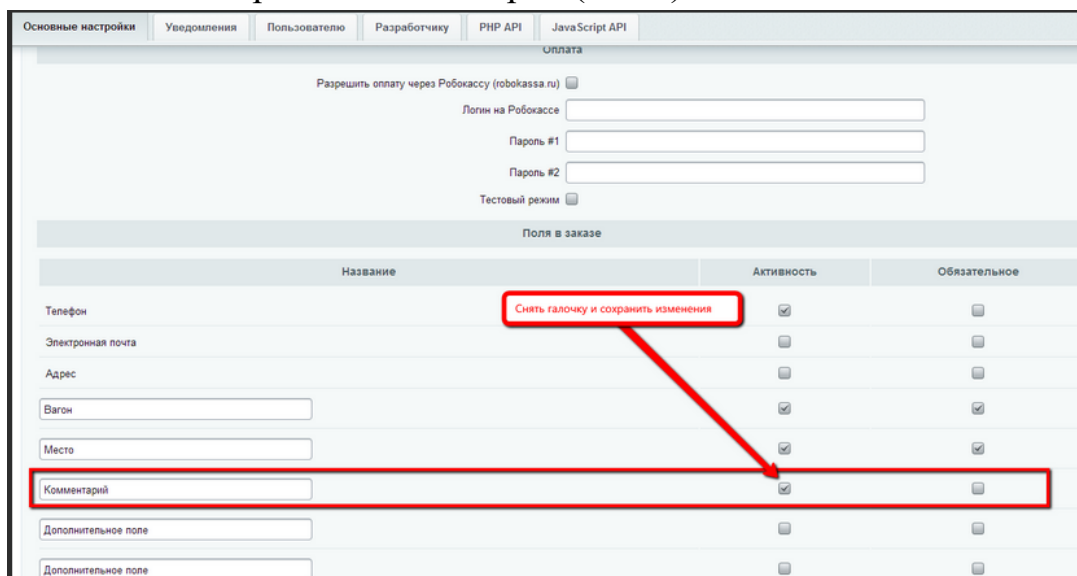 Основные настройки Уведомления Пользователю Разработчику PHP API JavaScript API
Оплата
Разрешить оплату через Робокассу (robokassa.ru)
Логин на Робокассе
Пароль #1
Пароль #2
Тестовый режим
Поля в заказе
Название Активность Обязательное
Снять галочку и сохранить изменения
Телефон
Электронная почта
Адрес
Вагон
Место
Комментарий
Дополнительное поле
Дополнительное поле